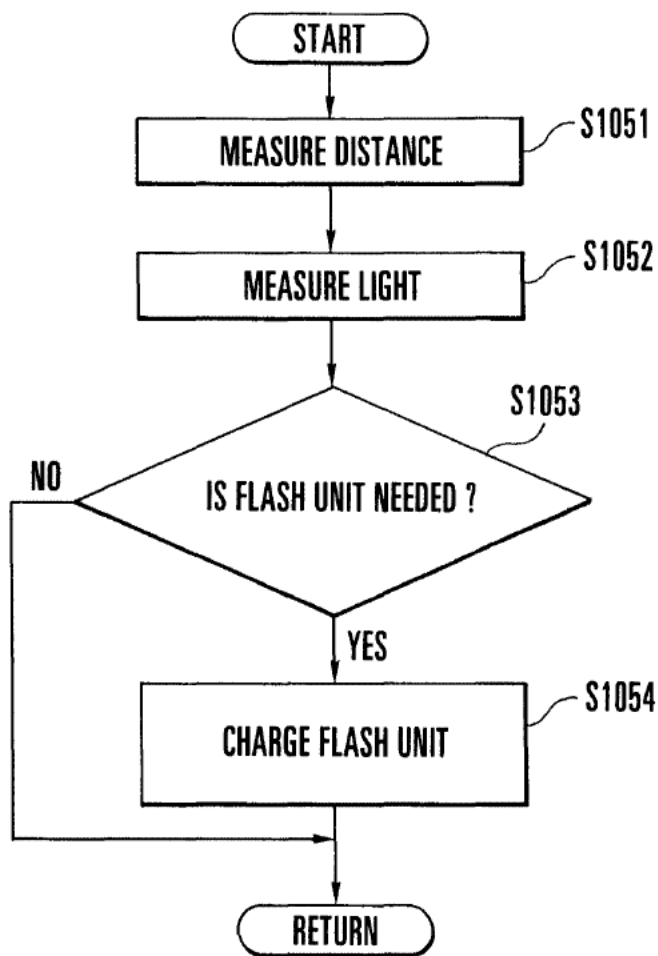 START
MEASURE DISTANCE
S1051
MEASURE LIGHT
S1052
S1053
IS FLASH UNIT NEEDED ?
NO
YES
CHARGE FLASH UNIT
S1054
RETURN